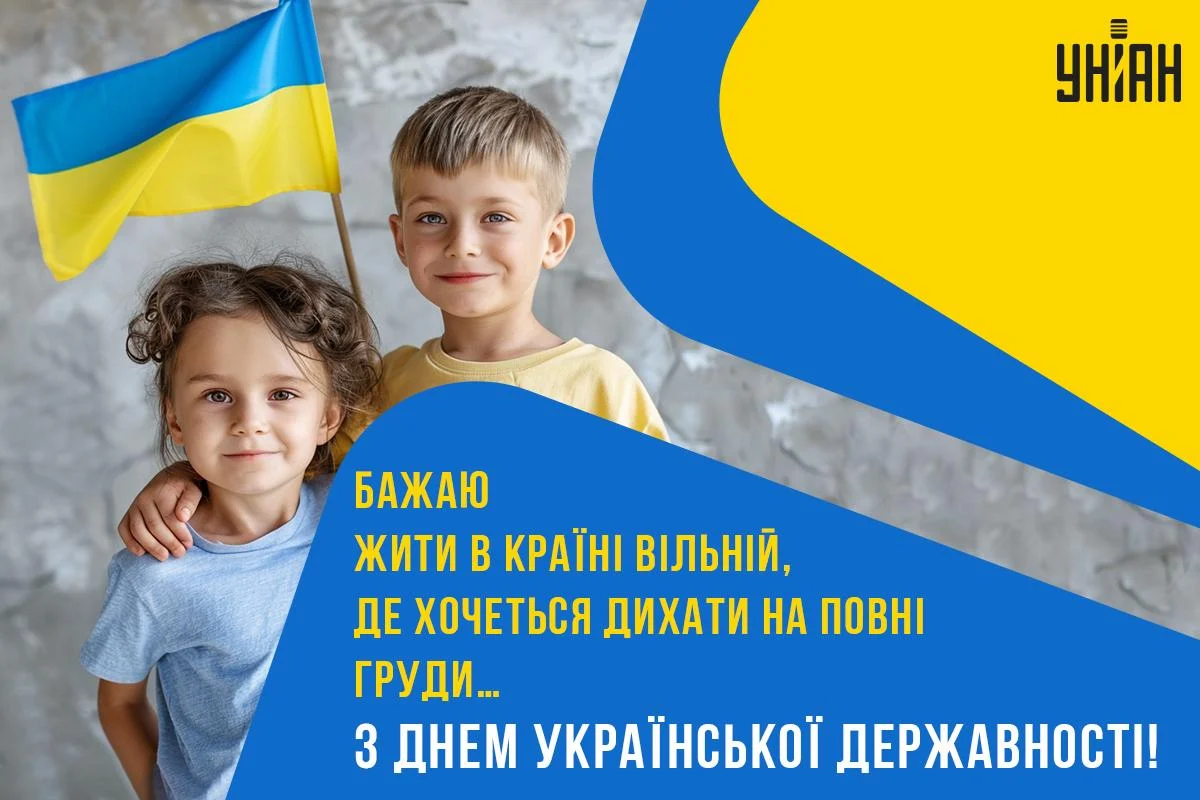 УНІАН
БАЖАЮ
ЖИТИ В КРАЇНІ ВІЛЬНІЙ,
ДЕ ХОЧЕТЬСЯ ДИХАТИ НА ПОВНІ
ГРУДИ…
З ДНЕМ УКРАЇНСЬКОЇ ДЕРЖАВНОСТІ!